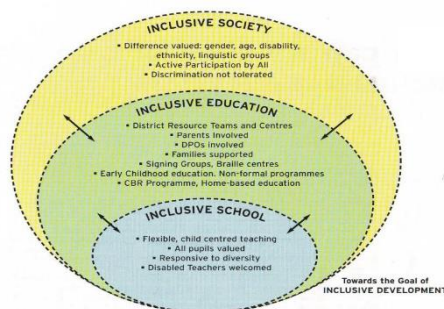 INCLUSIVE SOCIETY
• Difference valued: gender, age, disability,
ethnicity, linguistic groups
• Active Participation by All
• Discrimination not tolerated
INCLUSIVE EDUCATION
• District Resource Teams and Centres
• Parents Involved
• DPOs involved
• Families supported
• Signing Groups, Braille centres
• Early Childhood education. Non-formal programmes
• CBR Programme, Home-based education
INCLUSIVE SCHOOL
• Flexible, child centred teaching
• All pupils valued
• Responsive to diversity
• Disabled Teachers welcomed
Towards the Goal of
INCLUSIVE DEVELOPMENT